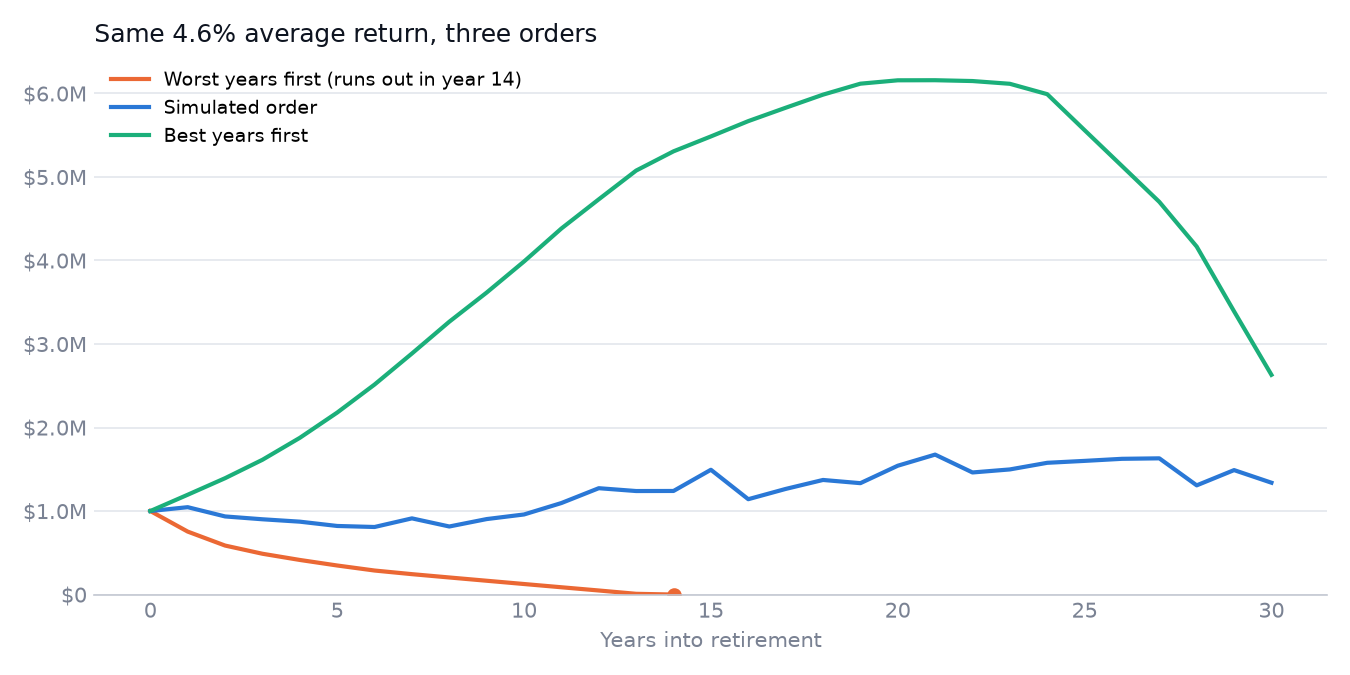 Same 4.6% average return, three orders
Worst years first (runs out in year 14)
Simulated order
Best years first
$6.0M
$5.0M
$4.0M
$3.0M
$2.0M
$1.0M
$0
0 5 10 15 20 25 30
Years into retirement